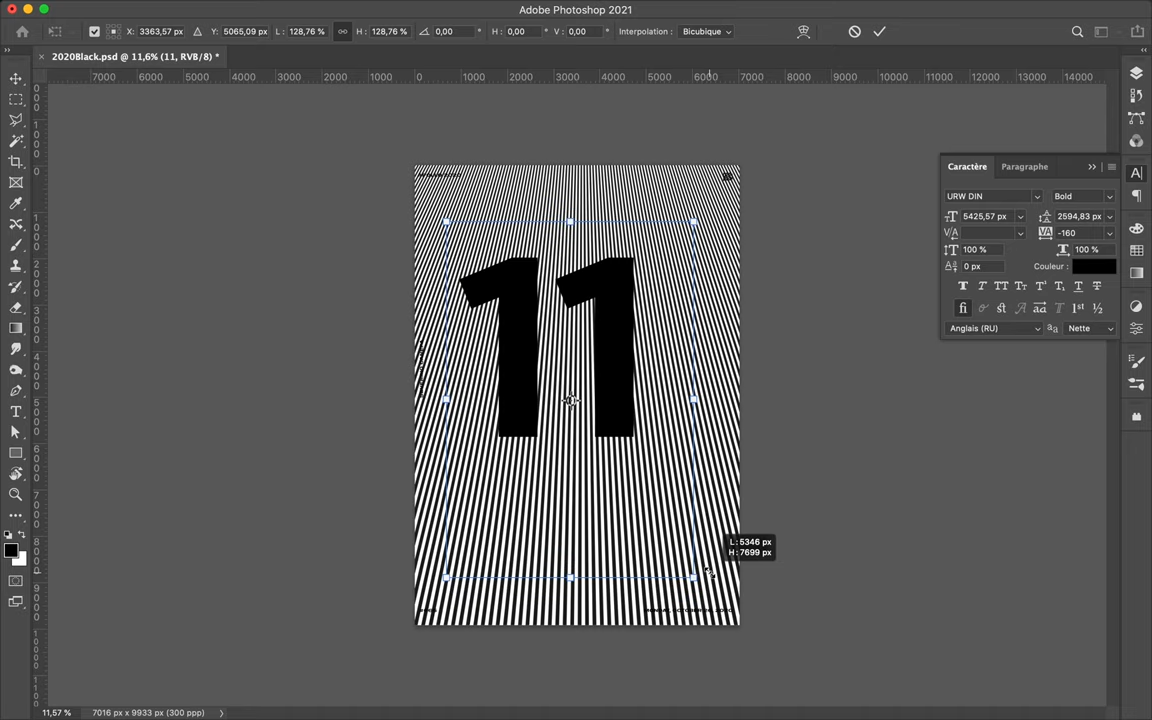 Adobe Photoshop 2021
X: 3363,57 px Y: 5065,09 px L: 128,76 % H: 128,76 % 0,00 ° H: 0,00 ° V: 0,00 ° Interpolation : Bicubique
2020Black.psd @ 11,6% (11, RVB/8) *
7000 6000 5000 4000 3000 2000 1000 0 1000 2000 3000 4000 5000 6000 7000 8000 9000 10000 11000 12000 13000 14000
Caractère Paragraphe
URW DIN Bold
5425,57 px 2594,83 px
-160
100 % 100 %
0 px Couleur :
Anglais (RU) Nette
11
L: 5346 px
H: 7699 px
11,57 % 7016 px x 9933 px (300 ppp)